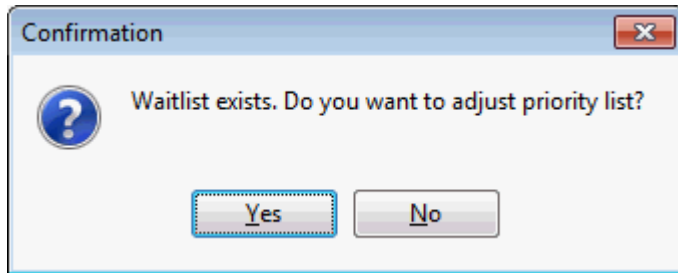 Confirmation
Waitlist exists. Do you want to adjust priority list?
Yes
No